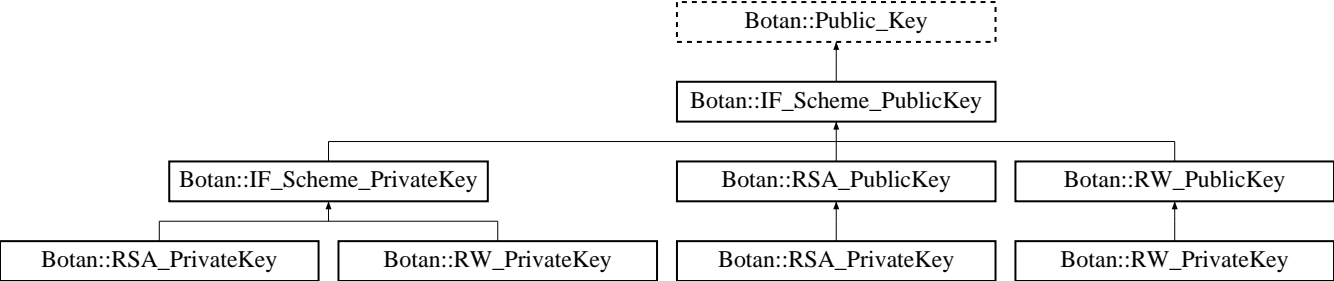 Botan::Public_Key
Botan::IF_Scheme_PublicKey
Botan::IF_Scheme_PrivateKey
Botan::RSA_PublicKey
Botan::RW_PublicKey
Botan::RSA_PrivateKey
Botan::RW_PrivateKey
Botan::RSA_PrivateKey
Botan::RW_PrivateKey